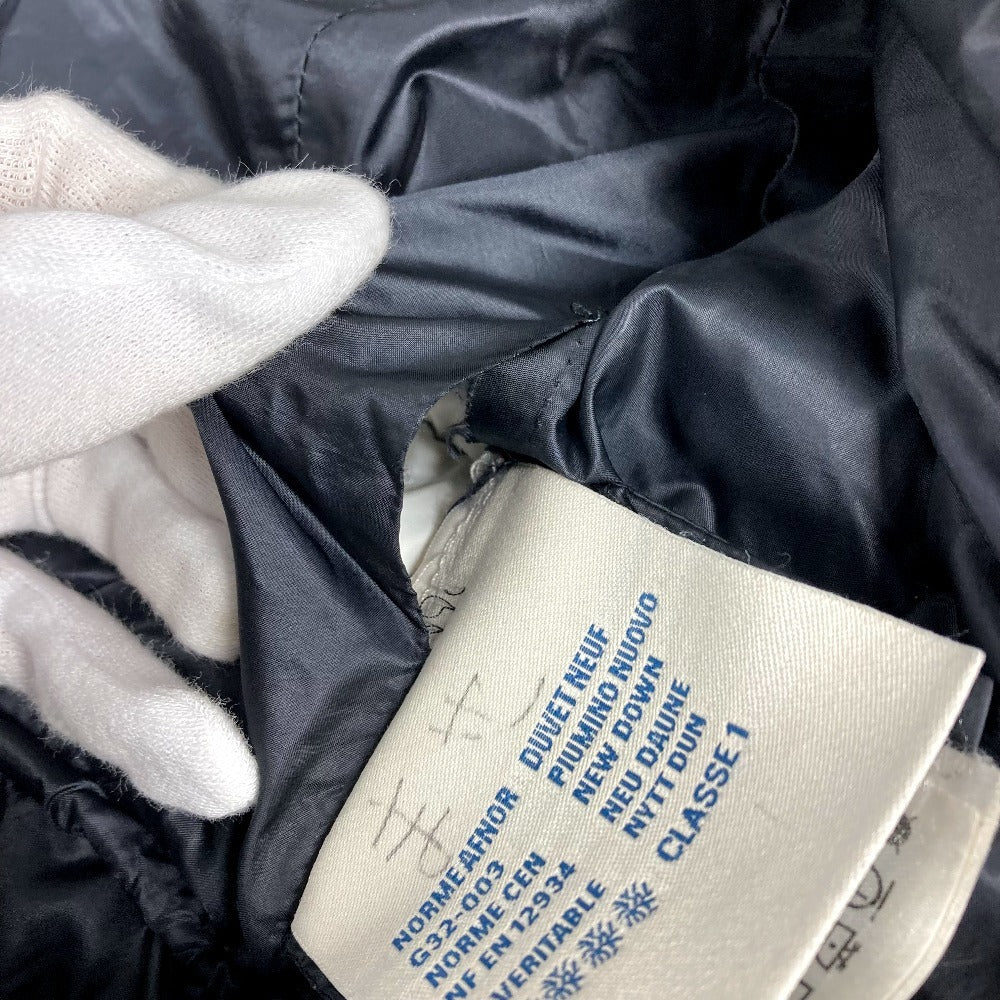 DUVET NEUF
PIUMINO NUOVO
NEW DOWN
NEU DAUNE
NYTT DUN
CLASSE 1
NORME AFNOR
G32-003
NORME CEN
NF EN 12934
VERITABLE